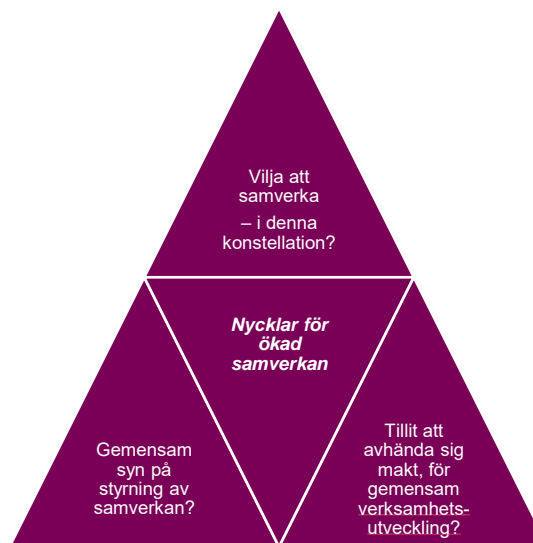 Vilja att
samverka
– i denna
konstellation?
Nycklar för
ökad
samverkan
Gemensam
syn på
styrning av
samverkan?
Tillit att
avhända sig
makt, för
gemensam
verksamhets-
utveckling?